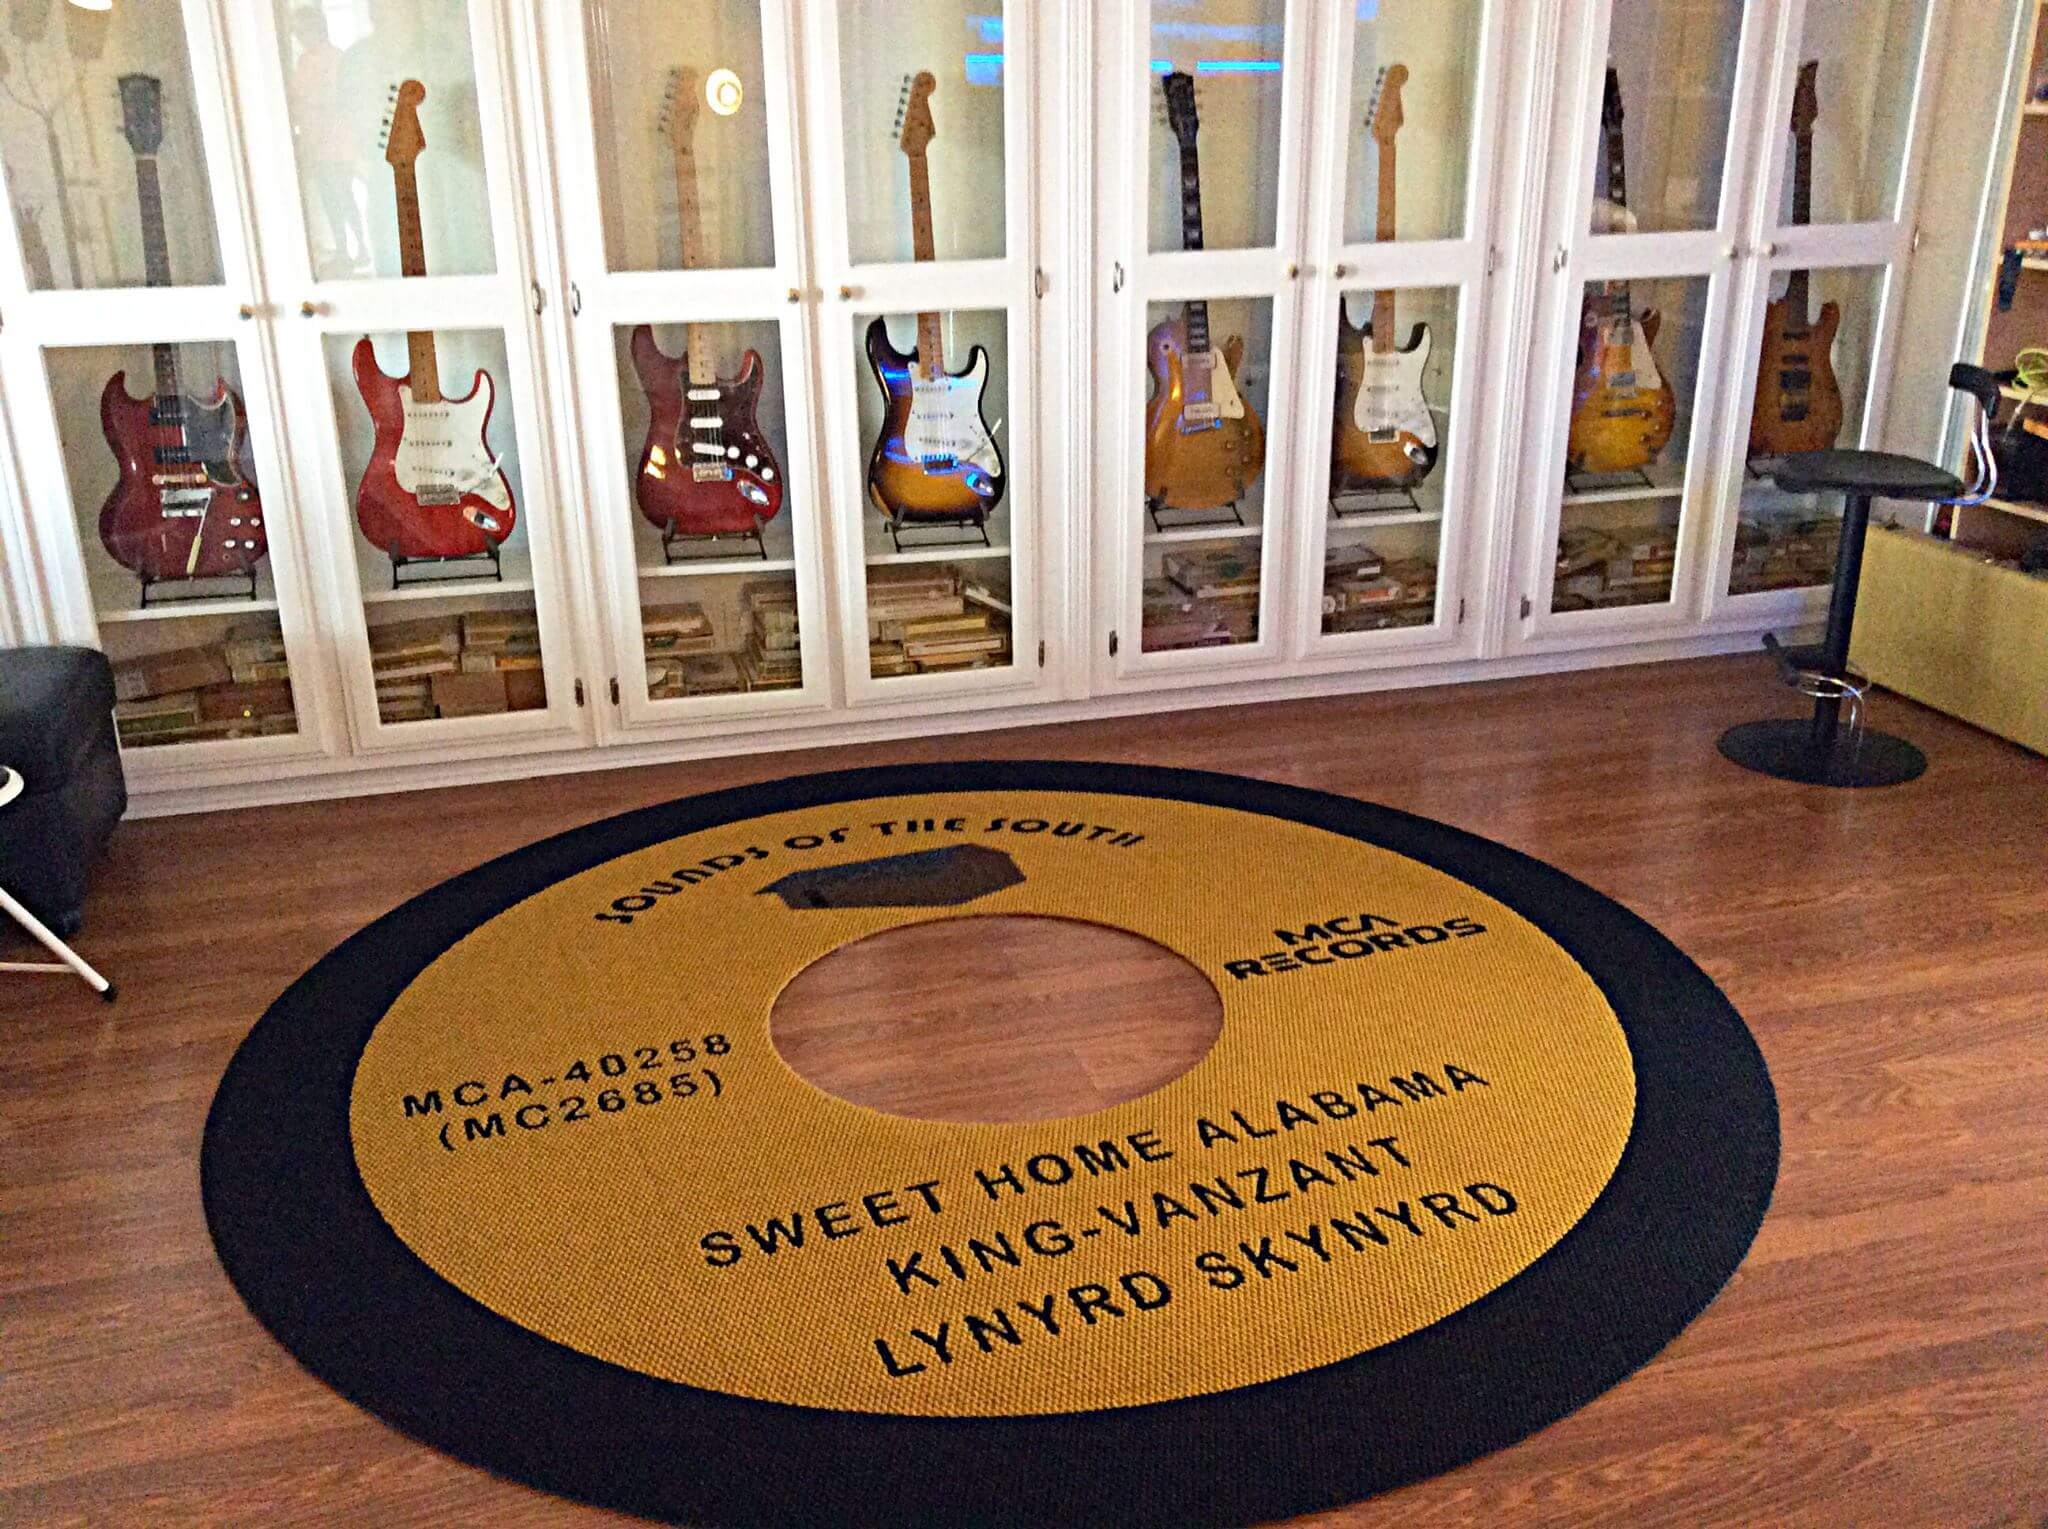 SOUNDS OF THE SOUTH
MCA
RECORDS
MCA-40258
(MC2685)
SWEET HOME ALABAMA
KING-VANZANT
LYNYRD SKYNYRD